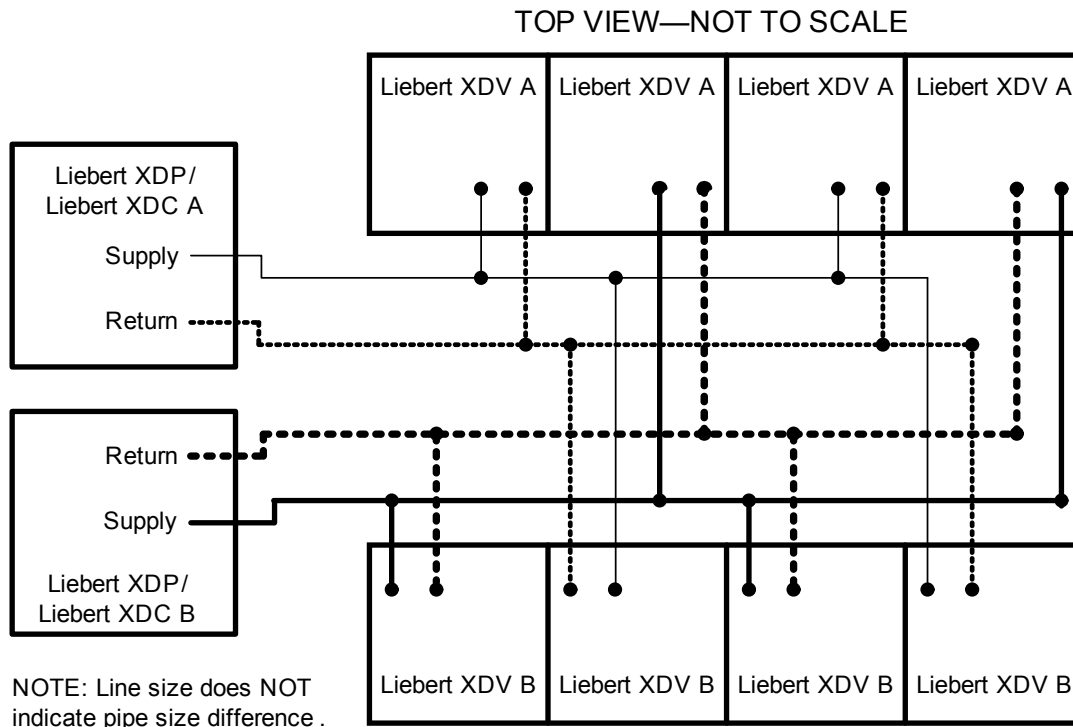 TOP VIEW—NOT TO SCALE
Liebert XDV A
Liebert XDV A
Liebert XDV A
Liebert XDV A
Liebert XDP/
Liebert XDC A
Supply
Return
Return
Supply
Liebert XDP/
Liebert XDC B
Liebert XDV B
Liebert XDV B
Liebert XDV B
Liebert XDV B
NOTE: Line size does NOT
indicate pipe size difference .